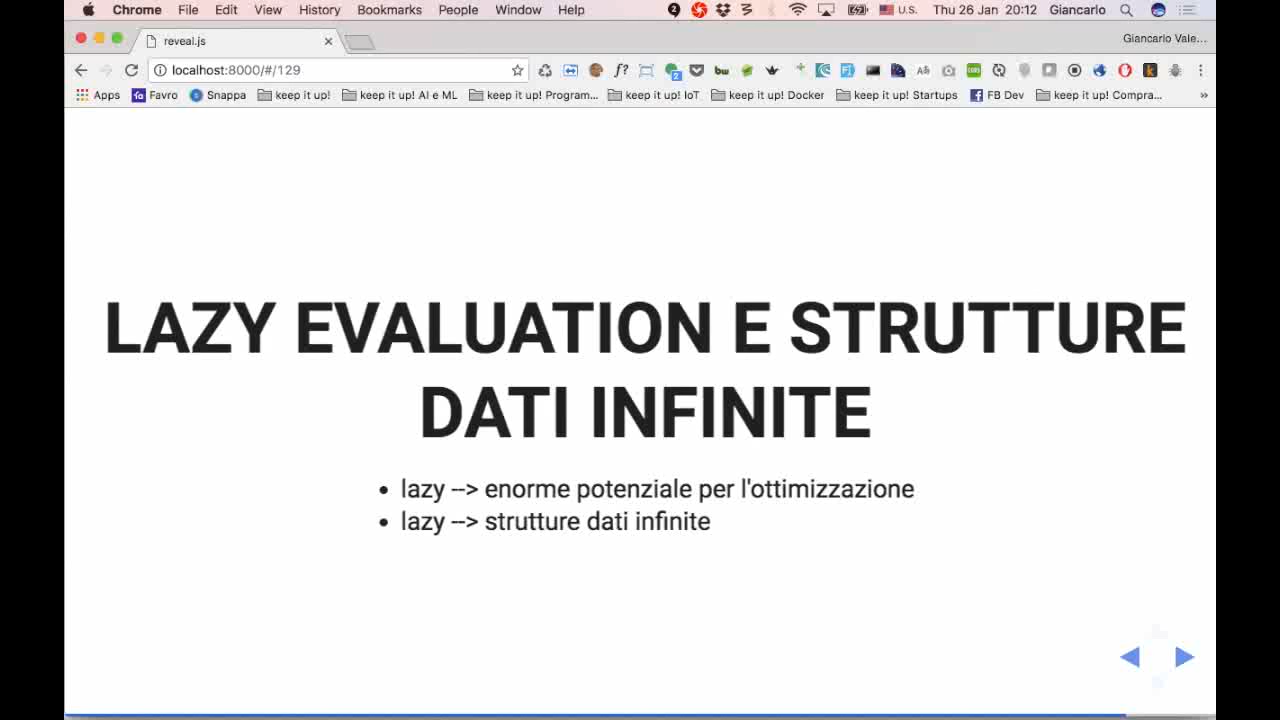 Chrome File Edit View History Bookmarks People Window Help U.S. Thu 26 Jan 20:12 Giancarlo
reveal.js Giancarlo Vale...
localhost:8000/#/129
Apps Favro Snappa keep it up! keep it up! AI e ML keep it up! Program... keep it up! IoT keep it up! Docker keep it up! Startups FB Dev keep it up! Compra... »
LAZY EVALUATION E STRUTTURE
DATI INFINITE
• lazy --> enorme potenziale per l'ottimizzazione
• lazy --> strutture dati infinite